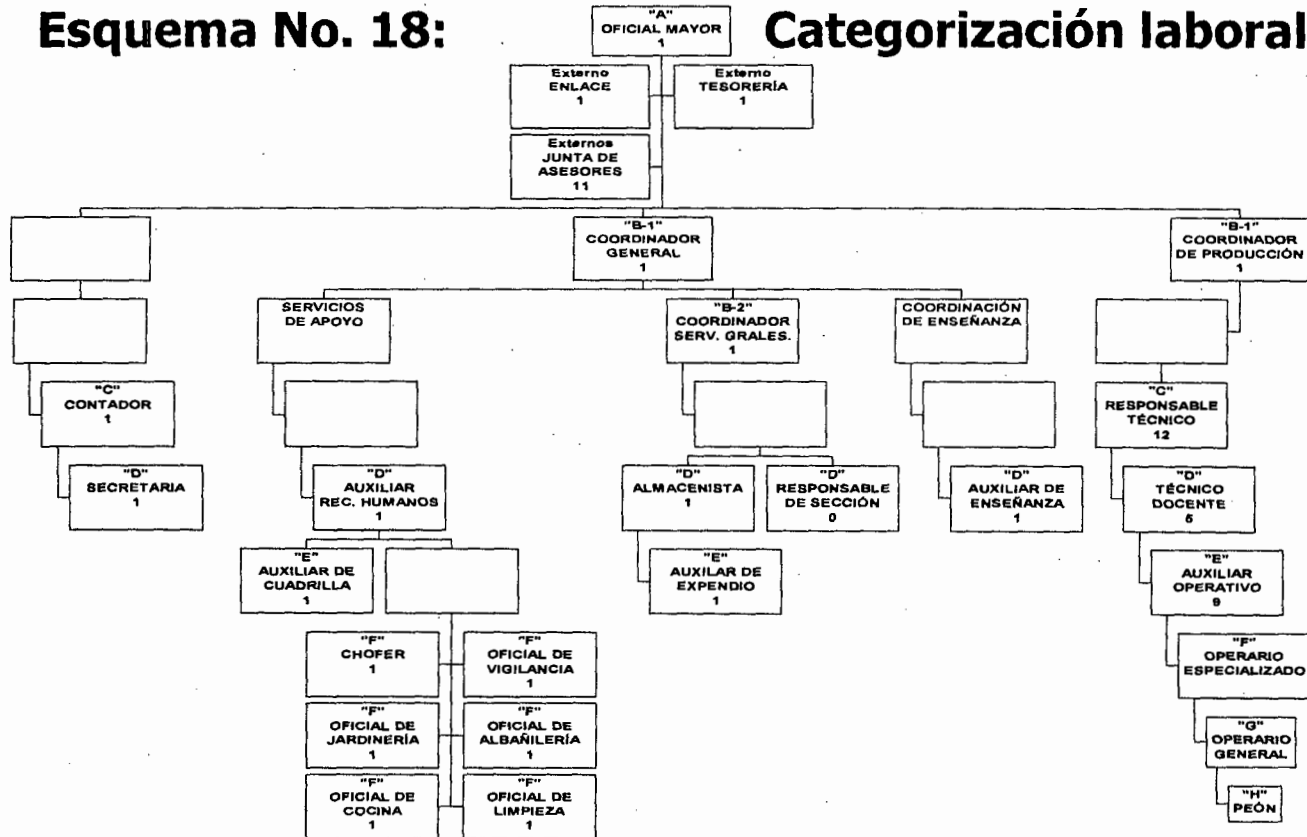 Esquema No. 18:
Categorización laboral
"A"
OFICIAL MAYOR
1
Externo
ENLACE
1
Externo
TESORERÍA
1
Externos
JUNTA DE
ASESORES
11
"B-1"
COORDINADOR
GENERAL
1
"B-1"
COORDINADOR
DE PRODUCCIÓN
1
SERVICIOS
DE APOYO
"B-2"
COORDINADOR
SERV. GRALES.
1
COORDINACIÓN
DE ENSEÑANZA
"C"
CONTADOR
1
"C"
RESPONSABLE
TÉCNICO
12
"D"
SECRETARIA
1
"D"
AUXILIAR
REC. HUMANOS
1
"D"
ALMACENISTA
1
"D"
RESPONSABLE
DE SECCIÓN
0
"D"
AUXILIAR DE
ENSEÑANZA
1
"D"
TÉCNICO
DOCENTE
5
"E"
AUXILIAR DE
CUADRILLA
1
"E"
AUXILAR DE
EXPENDIO
1
"E"
AUXILIAR
OPERATIVO
9
"F"
CHOFER
1
"F"
OFICIAL DE
VIGILANCIA
1
"F"
OPERARIO
ESPECIALIZADO
"F"
OFICIAL DE
JARDINERÍA
1
"F"
OFICIAL DE
ALBAÑILERÍA
1
"G"
OPERARIO
GENERAL
"F"
OFICIAL DE
COCINA
1
"F"
OFICIAL DE
LIMPIEZA
1
"H"
PEÓN